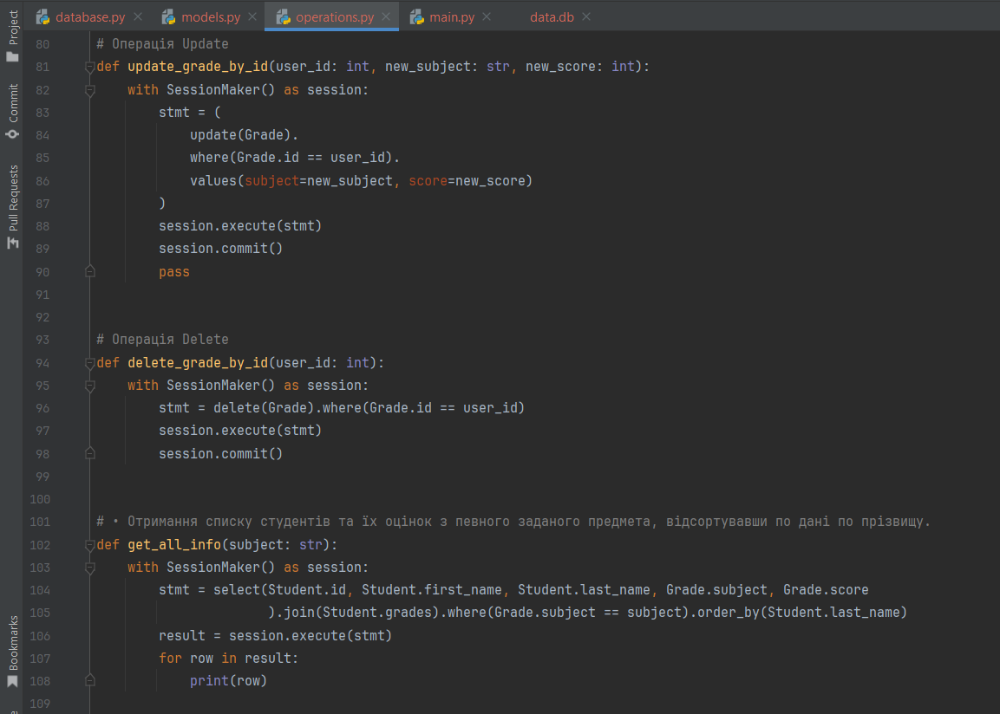 database.py models.py operations.py main.py data.db
Project
Commit
Pull Requests
Bookmarks
80 # Операція Update
81 def update_grade_by_id(user_id: int, new_subject: str, new_score: int):
82 with SessionMaker() as session:
83 stmt = (
84 update(Grade).
85 where(Grade.id == user_id).
86 values(subject=new_subject, score=new_score)
87 )
88 session.execute(stmt)
89 session.commit()
90 pass
91
92
93 # Операція Delete
94 def delete_grade_by_id(user_id: int):
95 with SessionMaker() as session:
96 stmt = delete(Grade).where(Grade.id == user_id)
97 session.execute(stmt)
98 session.commit()
99
100
101 # • Отримання списку студентів та їх оцінок з певного заданого предмета, відсортувавши по дані по прізвищу.
102 def get_all_info(subject: str):
103 with SessionMaker() as session:
104 stmt = select(Student.id, Student.first_name, Student.last_name, Grade.subject, Grade.score
105 ).join(Student.grades).where(Grade.subject == subject).order_by(Student.last_name)
106 result = session.execute(stmt)
107 for row in result:
108 print(row)
109